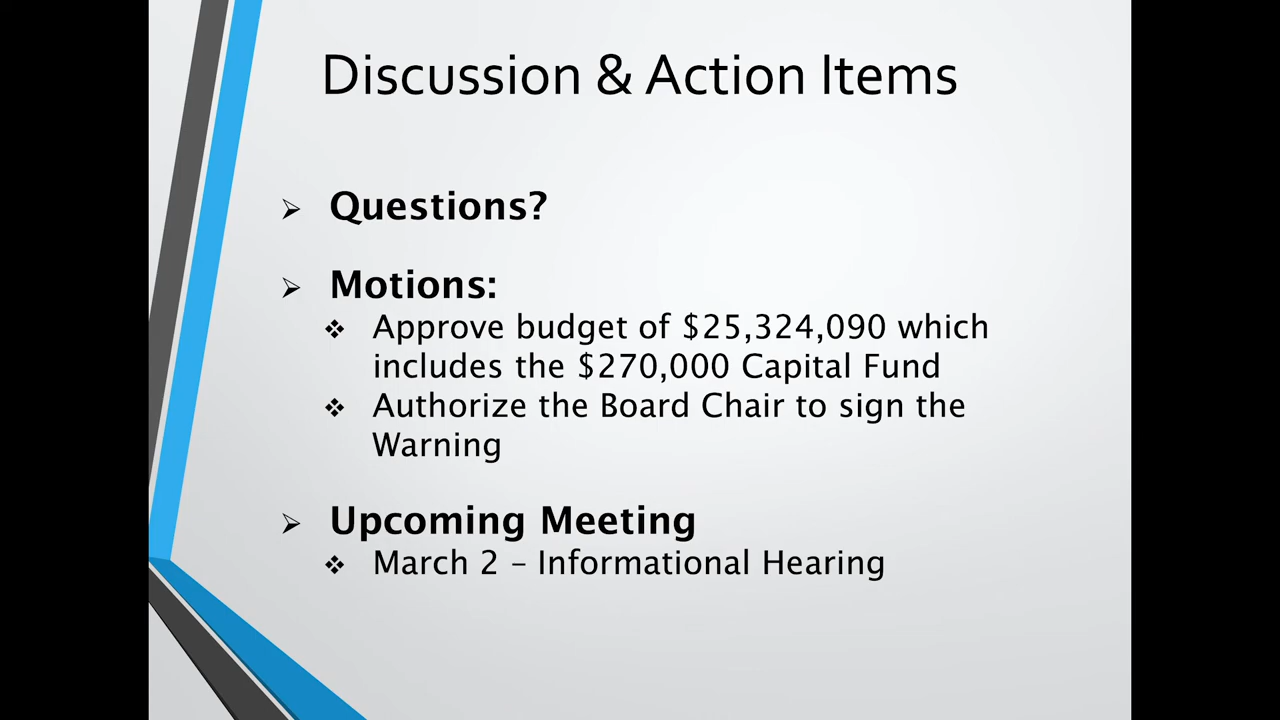 Discussion & Action Items
Questions?
Motions:
Approve budget of $25,324,090 which
includes the $270,000 Capital Fund
Authorize the Board Chair to sign the
Warning
Upcoming Meeting
March 2 – Informational Hearing